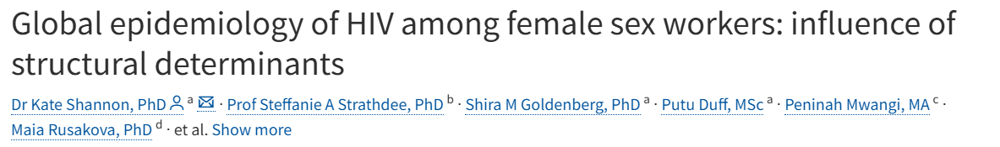 Global epidemiology of HIV among female sex workers: influence of
structural determinants
Dr Kate Shannon, PhD a · Prof Steffanie A Strathdee, PhD b · Shira M Goldenberg, PhD a · Putu Duff, MSc a · Peninah Mwangi, MA c ·
Maia Rusakova, PhD d · et al. Show more